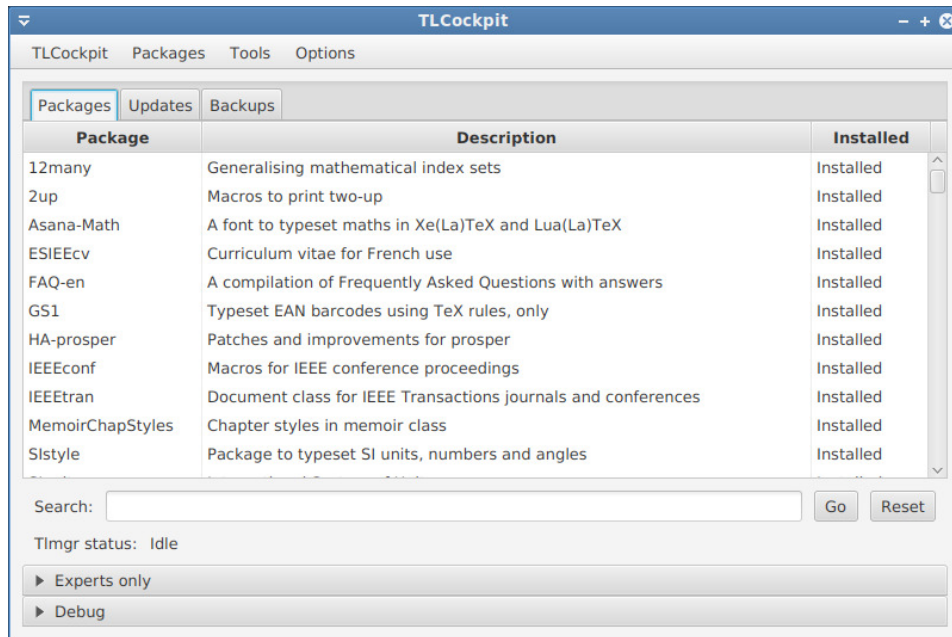 TLCockpit
TLCockpit Packages Tools Options
Packages Updates Backups
Package Description Installed
12many Generalising mathematical index sets Installed
2up Macros to print two-up Installed
Asana-Math A font to typeset maths in Xe(La)TeX and Lua(La)TeX Installed
ESIEEcv Curriculum vitae for French use Installed
FAQ-en A compilation of Frequently Asked Questions with answers Installed
GS1 Typeset EAN barcodes using TeX rules, only Installed
HA-prosper Patches and improvements for prosper Installed
IEEEconf Macros for IEEE conference proceedings Installed
IEEEtran Document class for IEEE Transactions journals and conferences Installed
MemoirChapStyles Chapter styles in memoir class Installed
SIstyle Package to typeset SI units, numbers and angles Installed
Search: Go Reset
Tlmgr status: Idle
Experts only
Debug